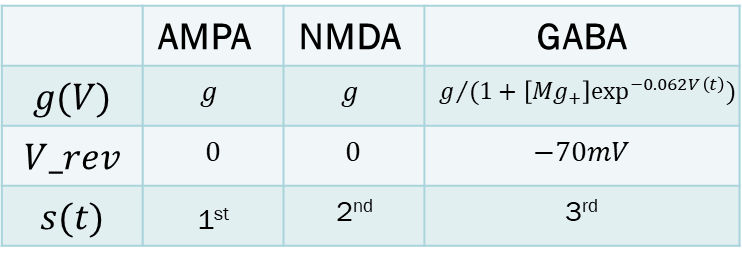 AMPA NMDA GABA
g(V) g g g/(1 + [Mg₊]exp⁻⁰·⁰⁶²ⱽ⁽ᵗ⁾)
V_rev 0 0 −70mV
s(t) 1st 2nd 3rd